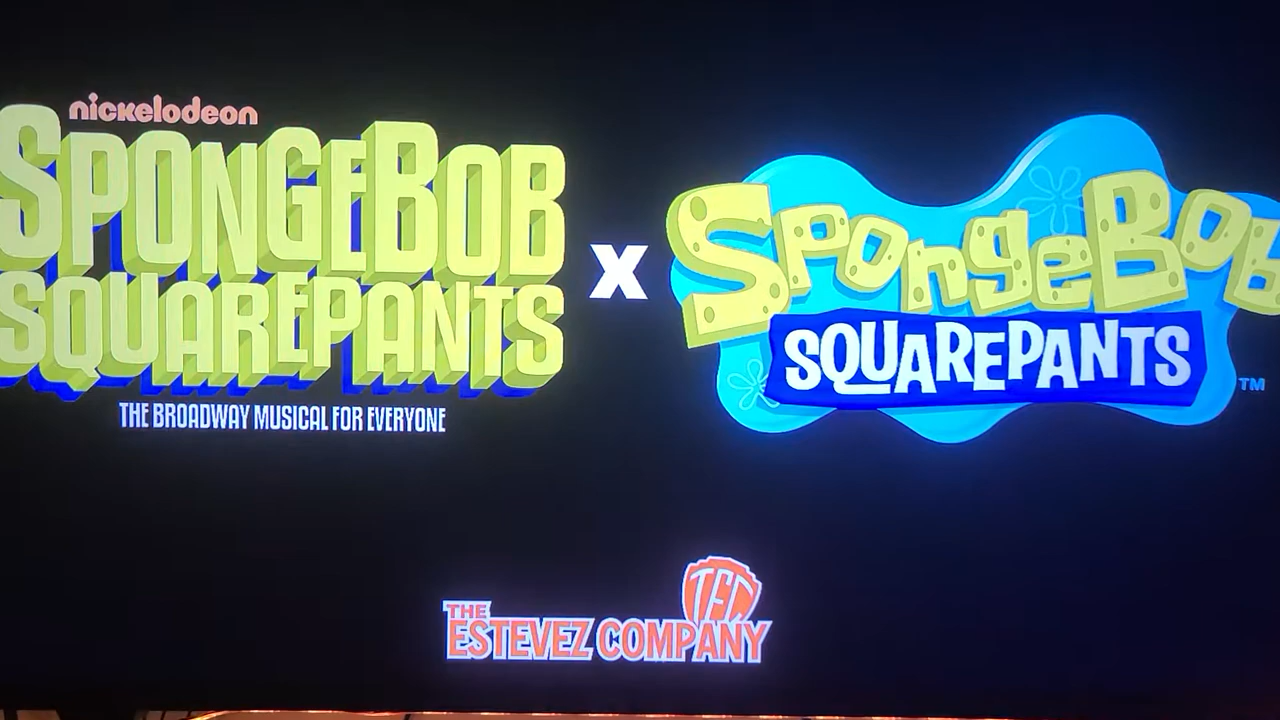 nickelodeon
SPONGEBOB
SQUAREPANTS
THE BROADWAY MUSICAL FOR EVERYONE
X
SpongeBob
SQUAREPANTS
TM
TEC
THE
ESTEVEZ COMPANY